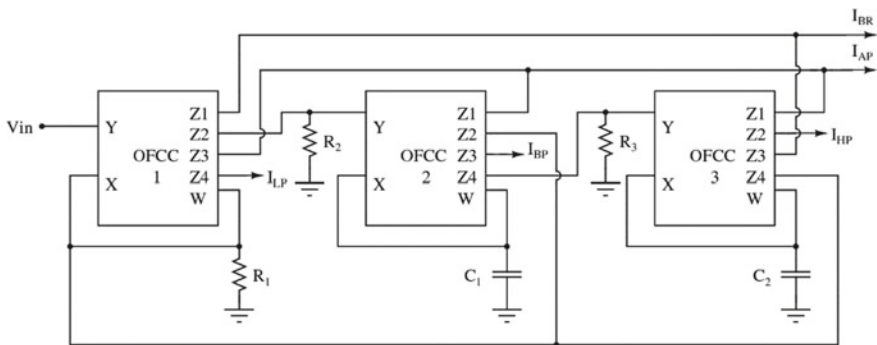 I_BR
I_AP
Vin
Y
X
OFCC
1
Z1
Z2
Z3
Z4
W
I_LP
R_1
R_2
Y
X
OFCC
2
Z1
Z2
Z3
Z4
W
I_BP
C_1
R_3
Y
X
OFCC
3
Z1
Z2
Z3
Z4
W
I_HP
C_2